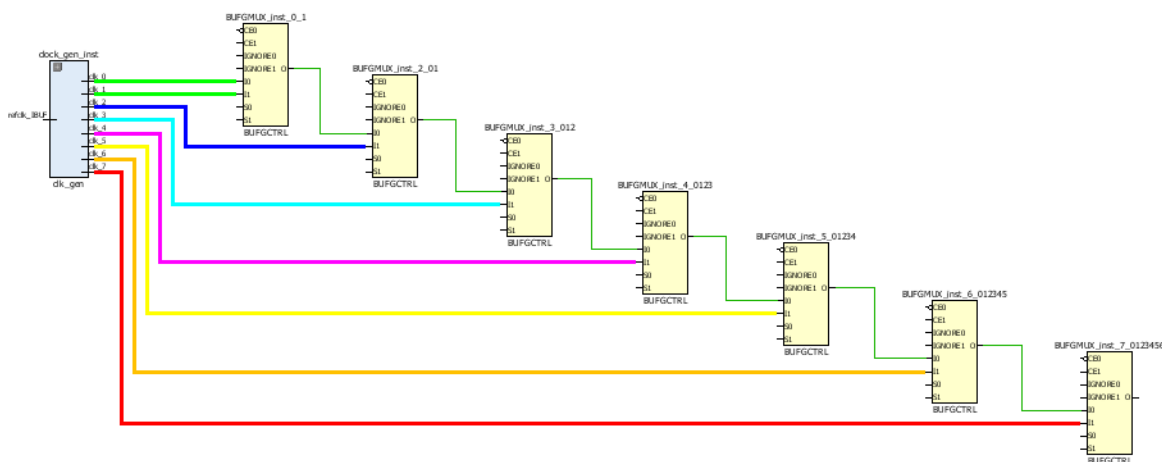 BUFGMUX_inst_0_1
CE0
CE1
IGNORE0
IGNORE1 O
I0
I1
S0
S1
BUFGCTRL
clock_gen_inst
refclk_IBUF
clk_0
clk_1
clk_2
clk_3
clk_4
clk_5
clk_6
clk_7
clk_gen
BUFGMUX_inst_2_01
CE0
CE1
IGNORE0
IGNORE1 O
I0
I1
S0
S1
BUFGCTRL
BUFGMUX_inst_3_012
CE0
CE1
IGNORE0
IGNORE1 O
I0
I1
S0
S1
BUFGCTRL
BUFGMUX_inst_4_0123
CE0
CE1
IGNORE0
IGNORE1 O
I0
I1
S0
S1
BUFGCTRL
BUFGMUX_inst_5_01234
CE0
CE1
IGNORE0
IGNORE1 O
I0
I1
S0
S1
BUFGCTRL
BUFGMUX_inst_6_012345
CE0
CE1
IGNORE0
IGNORE1 O
I0
I1
S0
S1
BUFGCTRL
BUFGMUX_inst_7_0123456
CE0
CE1
IGNORE0
IGNORE1 O
I0
I1
S0
S1
BUFGCTRL